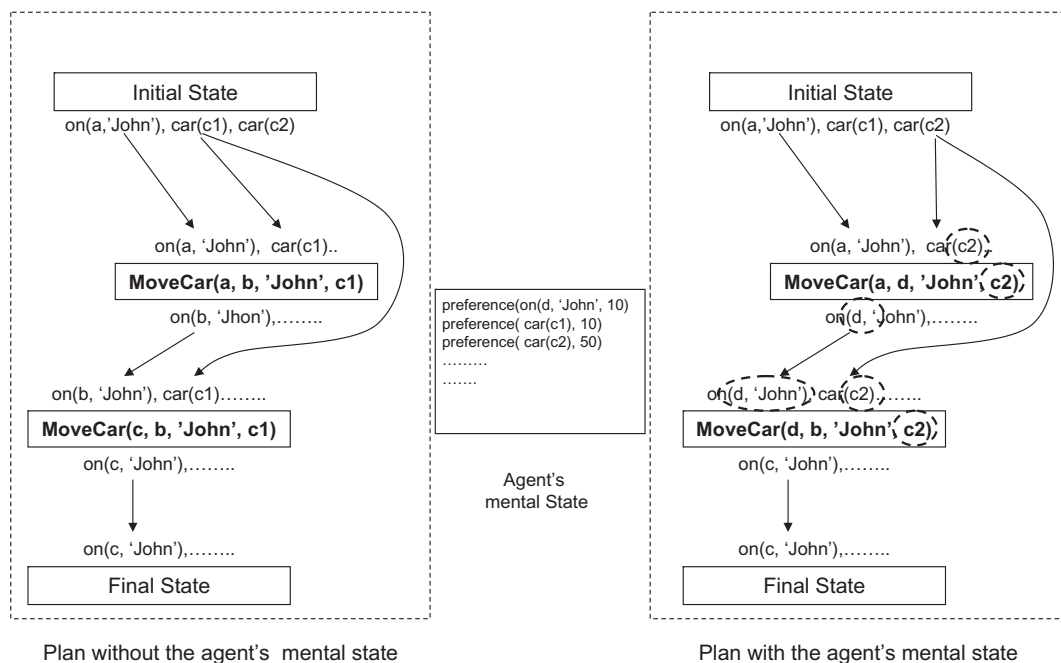 Initial State
on(a,'John'), car(c1), car(c2)
on(a, ‘John’), car(c1)..
MoveCar(a, b, ’John’, c1)
on(b, ‘Jhon’),……..
on(b, ‘John’), car(c1)……..
MoveCar(c, b, ’John’, c1)
on(c, ‘John’),……..
on(c, ‘John’),……..
Final State
Plan without the agent’s mental state
preference(on(d, ‘John’, 10)
preference( car(c1), 10)
preference( car(c2), 50)
………
…….
Agent’s
mental State
Initial State
on(a,’John’), car(c1), car(c2)
on(a, ‘John’), car(c2)..
MoveCar(a, d, ’John’, c2)
on(d, ‘John’),……..
on(d, ‘John’), car(c2)……..
MoveCar(d, b, ’John’, c2)
on(c, ‘John’),……..
on(c, ‘John’),……..
Final State
Plan with the agent’s mental state